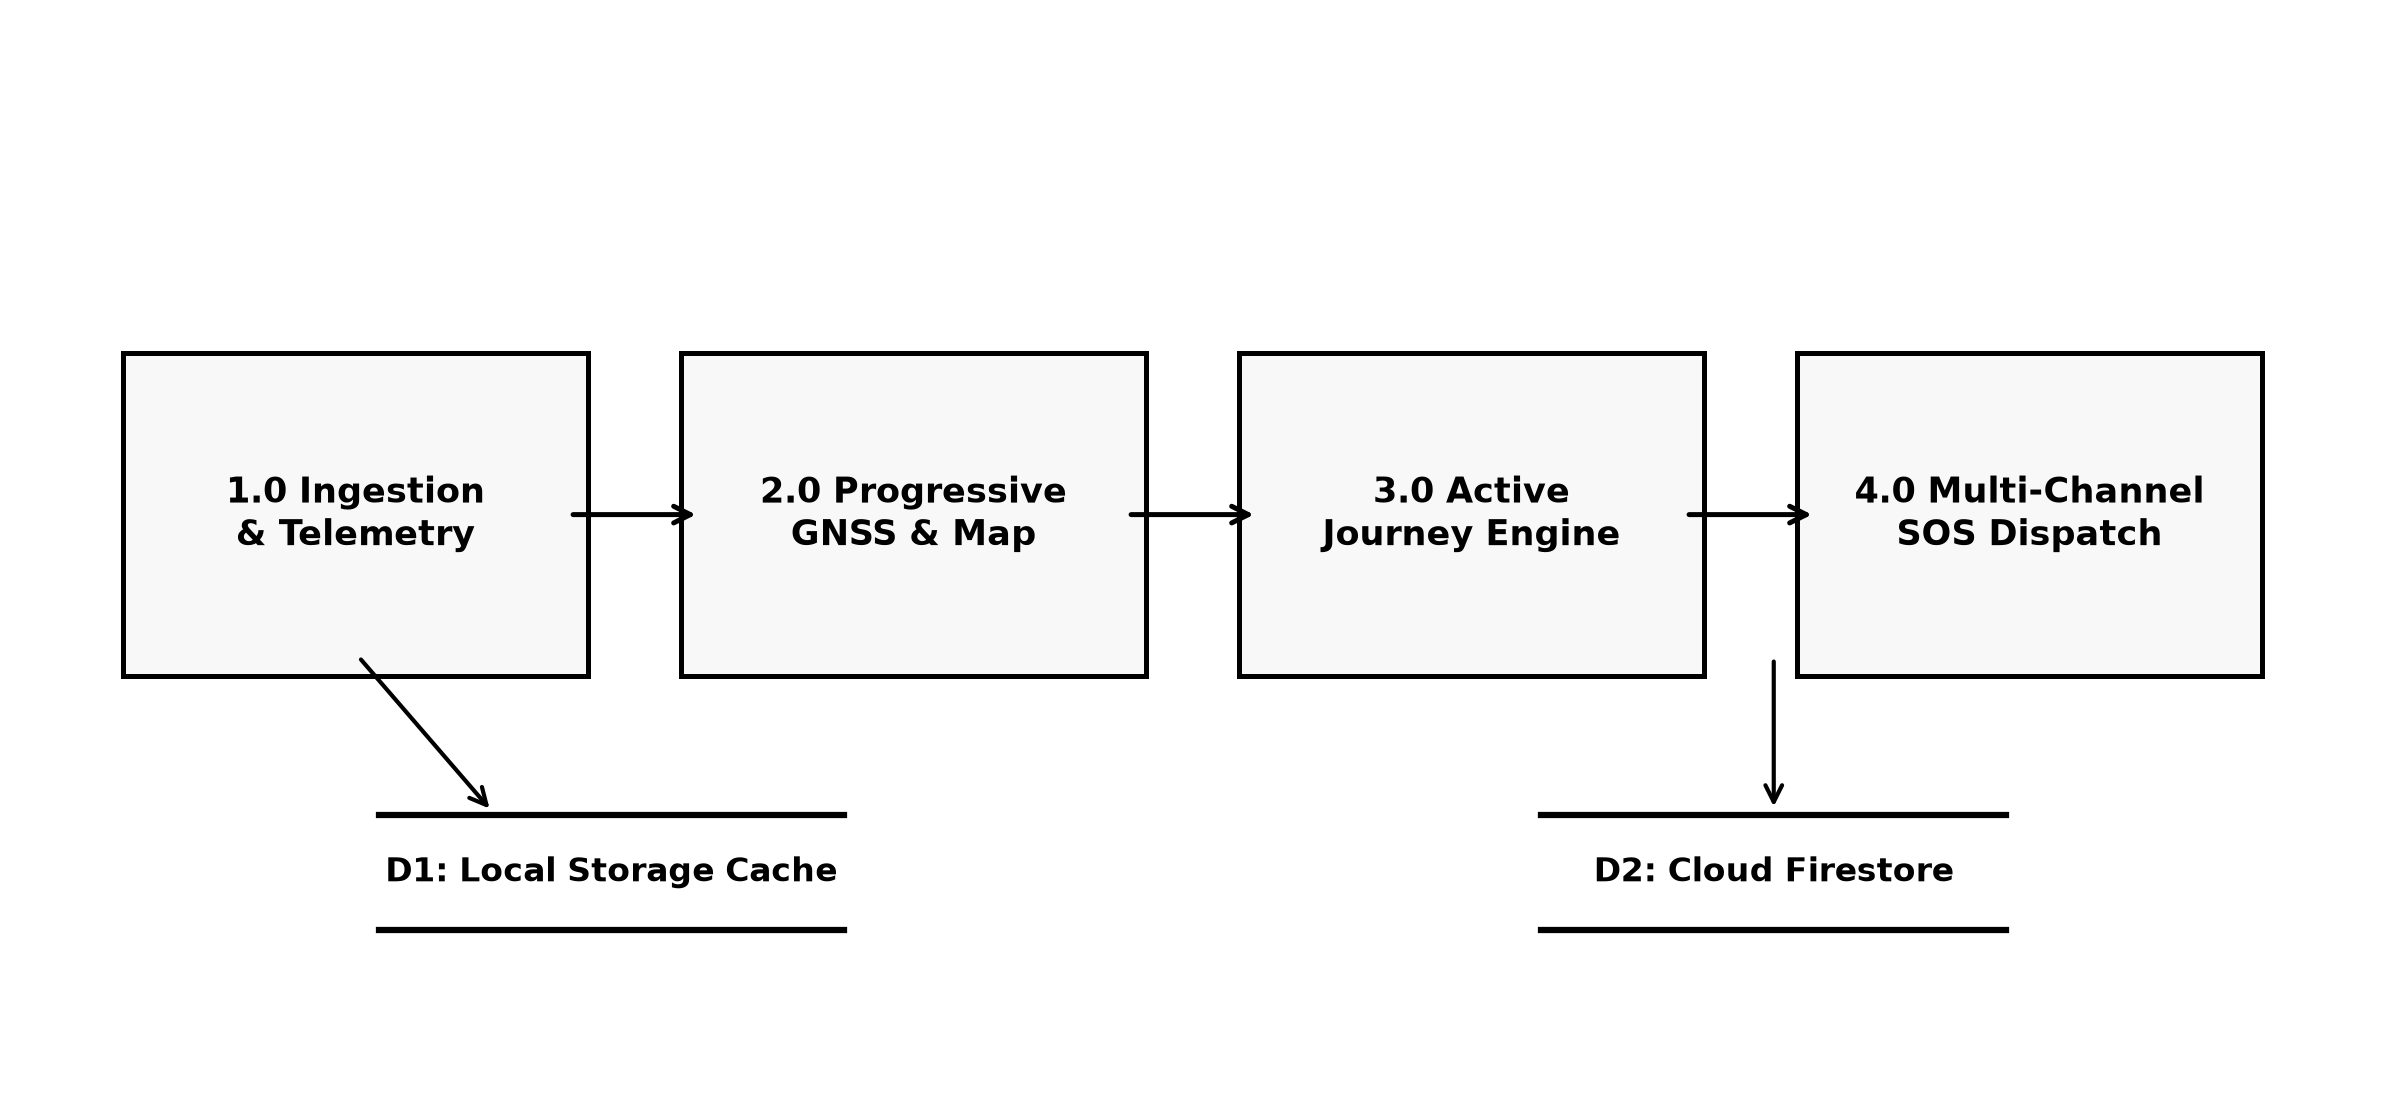 1.0 Ingestion
& Telemetry
2.0 Progressive
GNSS & Map
3.0 Active
Journey Engine
4.0 Multi-Channel
SOS Dispatch
D1: Local Storage Cache
D2: Cloud Firestore